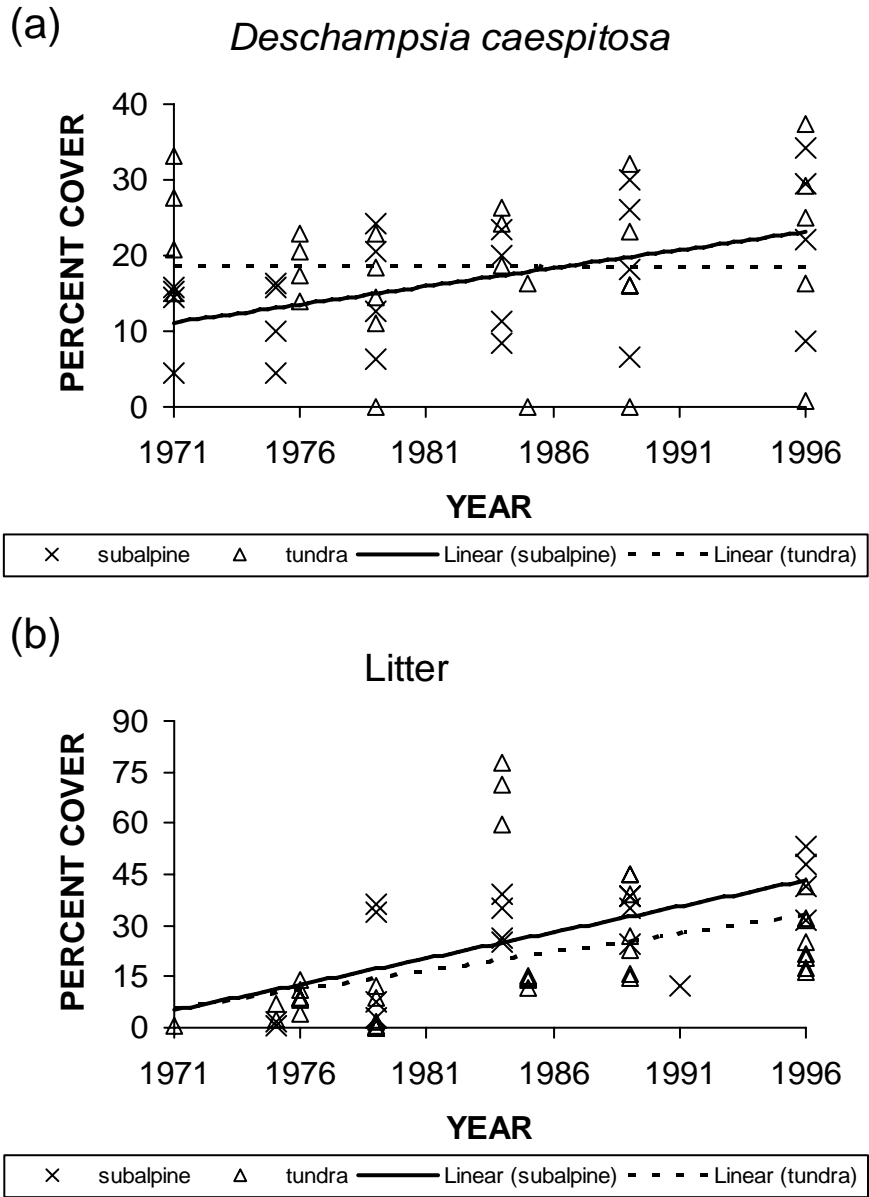 (a)
Deschampsia caespitosa
PERCENT COVER
40
30
20
10
0
1971 1976 1981 1986 1991 1996
YEAR
subalpine tundra Linear (subalpine) Linear (tundra)
(b)
Litter
PERCENT COVER
90
75
60
45
30
15
0
1971 1976 1981 1986 1991 1996
YEAR
subalpine tundra Linear (subalpine) Linear (tundra)